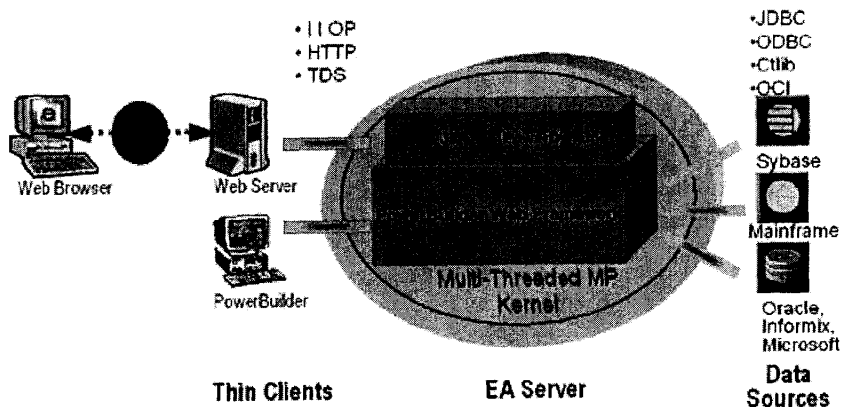 •IIOP
•HTTP
•TDS
•JDBC
•ODBC
•Ctlib
•OCI
Web Browser
Web Server
Sybase
PowerBuilder
Mainframe
Multi-Threaded MP
Kernel
Oracle,
Informix,
Microsoft
Thin Clients
EA Server
Data
Sources